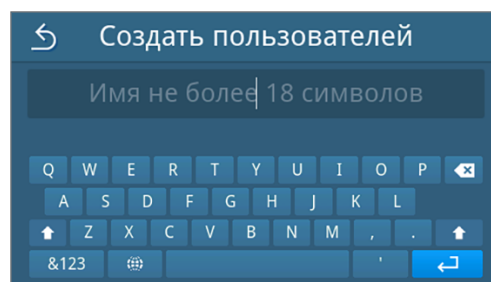 Создать пользователей
Имя не более 18 символов
Q W E R T Y U I O P
A S D F G H J K L
Z X C V B N M , .
&123 '